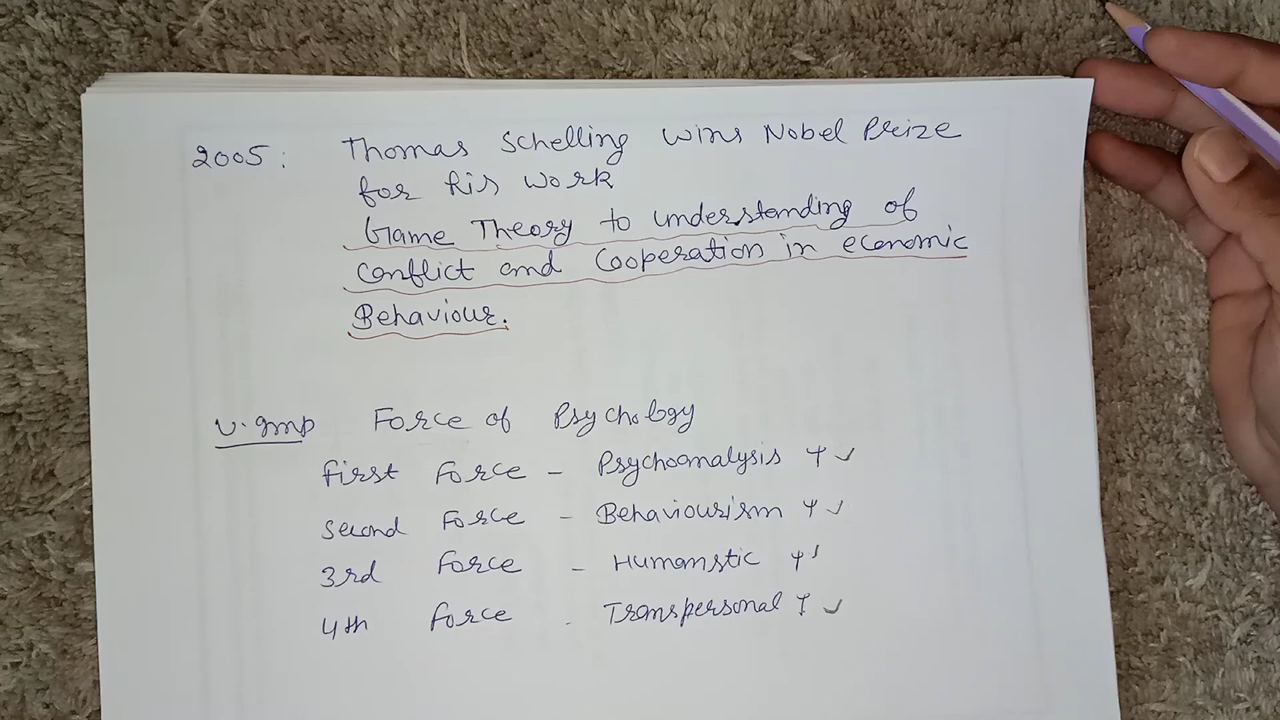 2005: Thomas Schelling wins Nobel Prize
for his work
Game Theory to understanding of
conflict and cooperation in economic
Behaviour.
V. Imp Force of Psychology
first Force - Psychoanalysis ψ ✓
second Force - Behaviourism ψ ✓
3rd Force - Humanstic ψ ✓
4th Force - Transpersonal ψ ✓